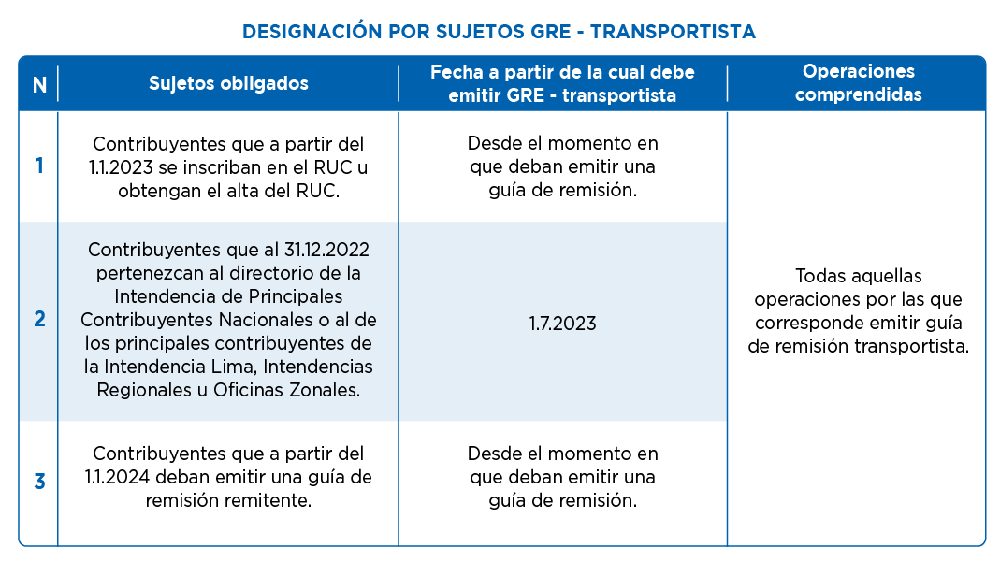 DESIGNACIÓN POR SUJETOS GRE - TRANSPORTISTA
N
Sujetos obligados
Fecha a partir de la cual debe
emitir GRE - transportista
Operaciones
comprendidas
1
Contribuyentes que a partir del
1.1.2023 se inscriban en el RUC u
obtengan el alta del RUC.
Desde el momento en
que deban emitir una
guía de remisión.
2
Contribuyentes que al 31.12.2022
pertenezcan al directorio de la
Intendencia de Principales
Contribuyentes Nacionales o al de
los principales contribuyentes de
la Intendencia Lima, Intendencias
Regionales u Oficinas Zonales.
1.7.2023
Todas aquellas
operaciones por las que
corresponde emitir guía
de remisión transportista.
3
Contribuyentes que a partir del
1.1.2024 deban emitir una guía de
remisión remitente.
Desde el momento en
que deban emitir una
guía de remisión.